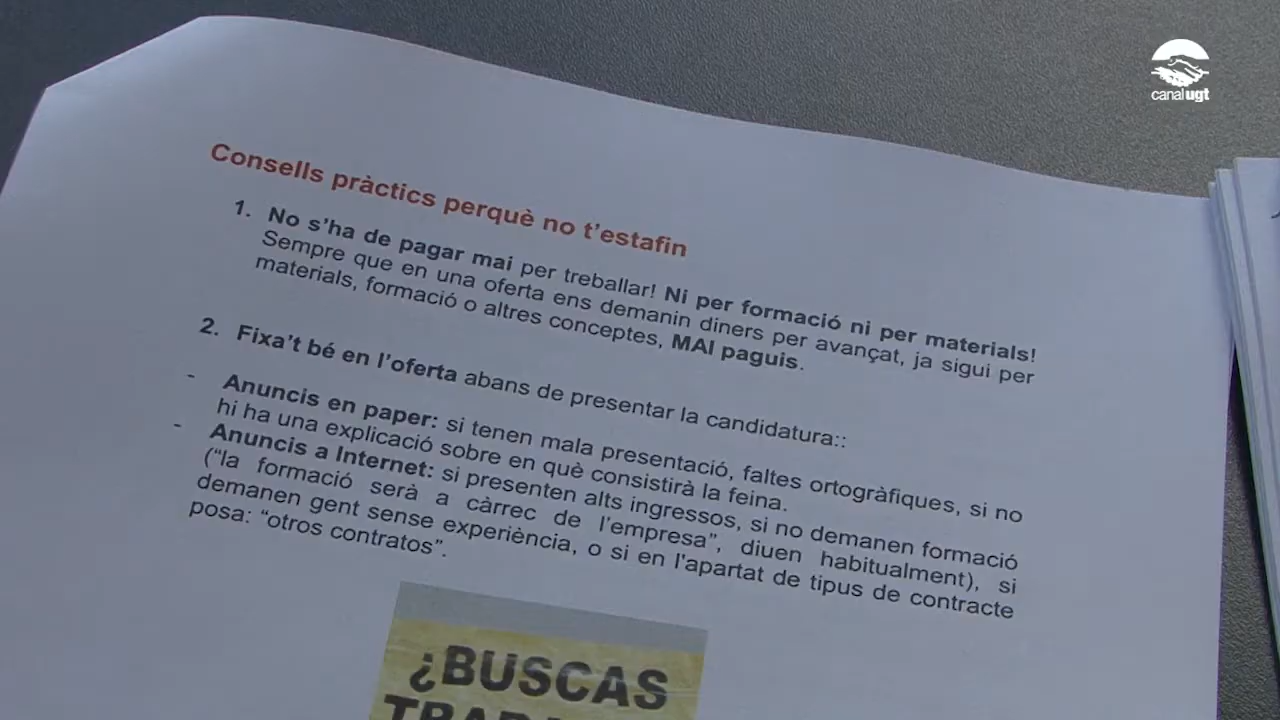 canalugt
Consells pràctics perquè no t'estafin
1. No s'ha de pagar mai per treballar! Ni per formació ni per materials!
Sempre que en una oferta ens demanin diners per avançat, ja sigui per
materials, formació o altres conceptes, MAI paguis.
2. Fixa't bé en l'oferta abans de presentar la candidatura::
- Anuncis en paper: si tenen mala presentació, faltes ortogràfiques, si no
hi ha una explicació sobre en què consistirà la feina.
- Anuncis a Internet: si presenten alts ingressos, si no demanen formació
("la formació serà a càrrec de l'empresa", diuen habitualment), si
demanen gent sense experiència, o si en l'apartat de tipus de contracte
posa: "otros contratos".
¿BUSCAS